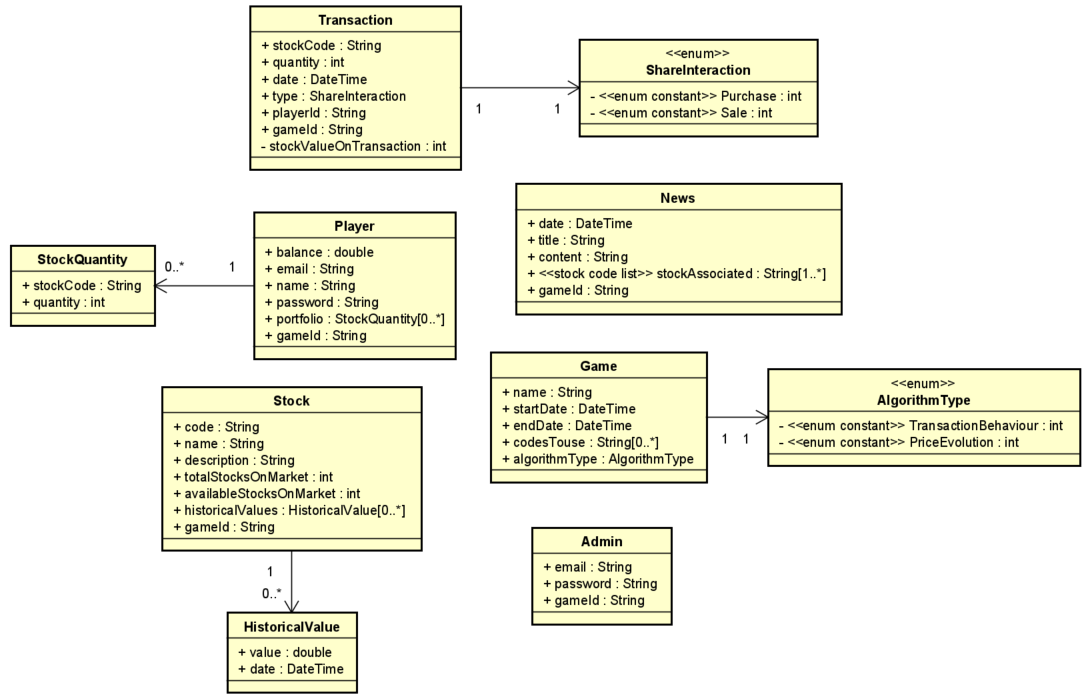 Transaction
+ stockCode : String
+ quantity : int
+ date : DateTime
+ type : ShareInteraction
+ playerId : String
+ gameId : String
- stockValueOnTransaction : int
1
1
<<enum>>
ShareInteraction
- <<enum constant>> Purchase : int
- <<enum constant>> Sale : int
News
+ date : DateTime
+ title : String
+ content : String
+ <<stock code list>> stockAssociated : String[1..*]
+ gameId : String
StockQuantity
+ stockCode : String
+ quantity : int
0..*
1
Player
+ balance : double
+ email : String
+ name : String
+ password : String
+ portfolio : StockQuantity[0..*]
+ gameId : String
Game
+ name : String
+ startDate : DateTime
+ endDate : DateTime
+ codesTouse : String[0..*]
+ algorithmType : AlgorithmType
1
1
<<enum>>
AlgorithmType
- <<enum constant>> TransactionBehaviour : int
- <<enum constant>> PriceEvolution : int
Stock
+ code : String
+ name : String
+ description : String
+ totalStocksOnMarket : int
+ availableStocksOnMarket : int
+ historicalValues : HistoricalValue[0..*]
+ gameId : String
1
0..*
Admin
+ email : String
+ password : String
+ gameId : String
HistoricalValue
+ value : double
+ date : DateTime